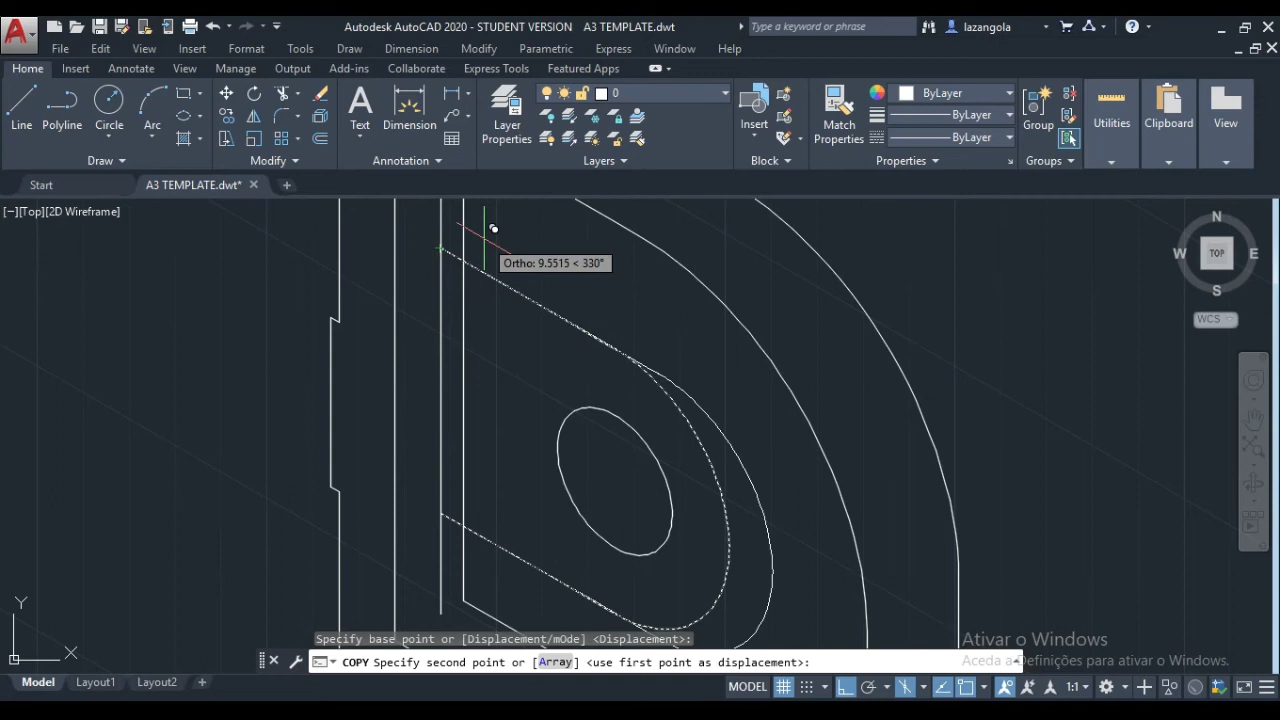 Autodesk AutoCAD 2020 - STUDENT VERSION A3 TEMPLATE.dwt
Type a keyword or phrase
lazangola
File Edit View Insert Format Tools Draw Dimension Modify Parametric Express Window Help
Home Insert Annotate View Manage Output Add-ins Collaborate Express Tools Featured Apps
0
ByLayer
ByLayer
ByLayer
Line Polyline Circle Arc
Text Dimension
Layer Properties
Insert
Match Properties
Group
Utilities Clipboard View
Draw Modify Annotation Layers Block Properties Groups
Start A3 TEMPLATE.dwt*
[−][Top][2D Wireframe]
N
W TOP E
S
WCS
Ortho: 9.5515 < 330°
Y
X
Specify base point or [Displacement/mOde] <Displacement>:
COPY Specify second point or [Array] <use first point as displacement>:
Ativar o Windows
Aceda a Definições para ativar o Windows.
Model Layout1 Layout2
MODEL 1:1